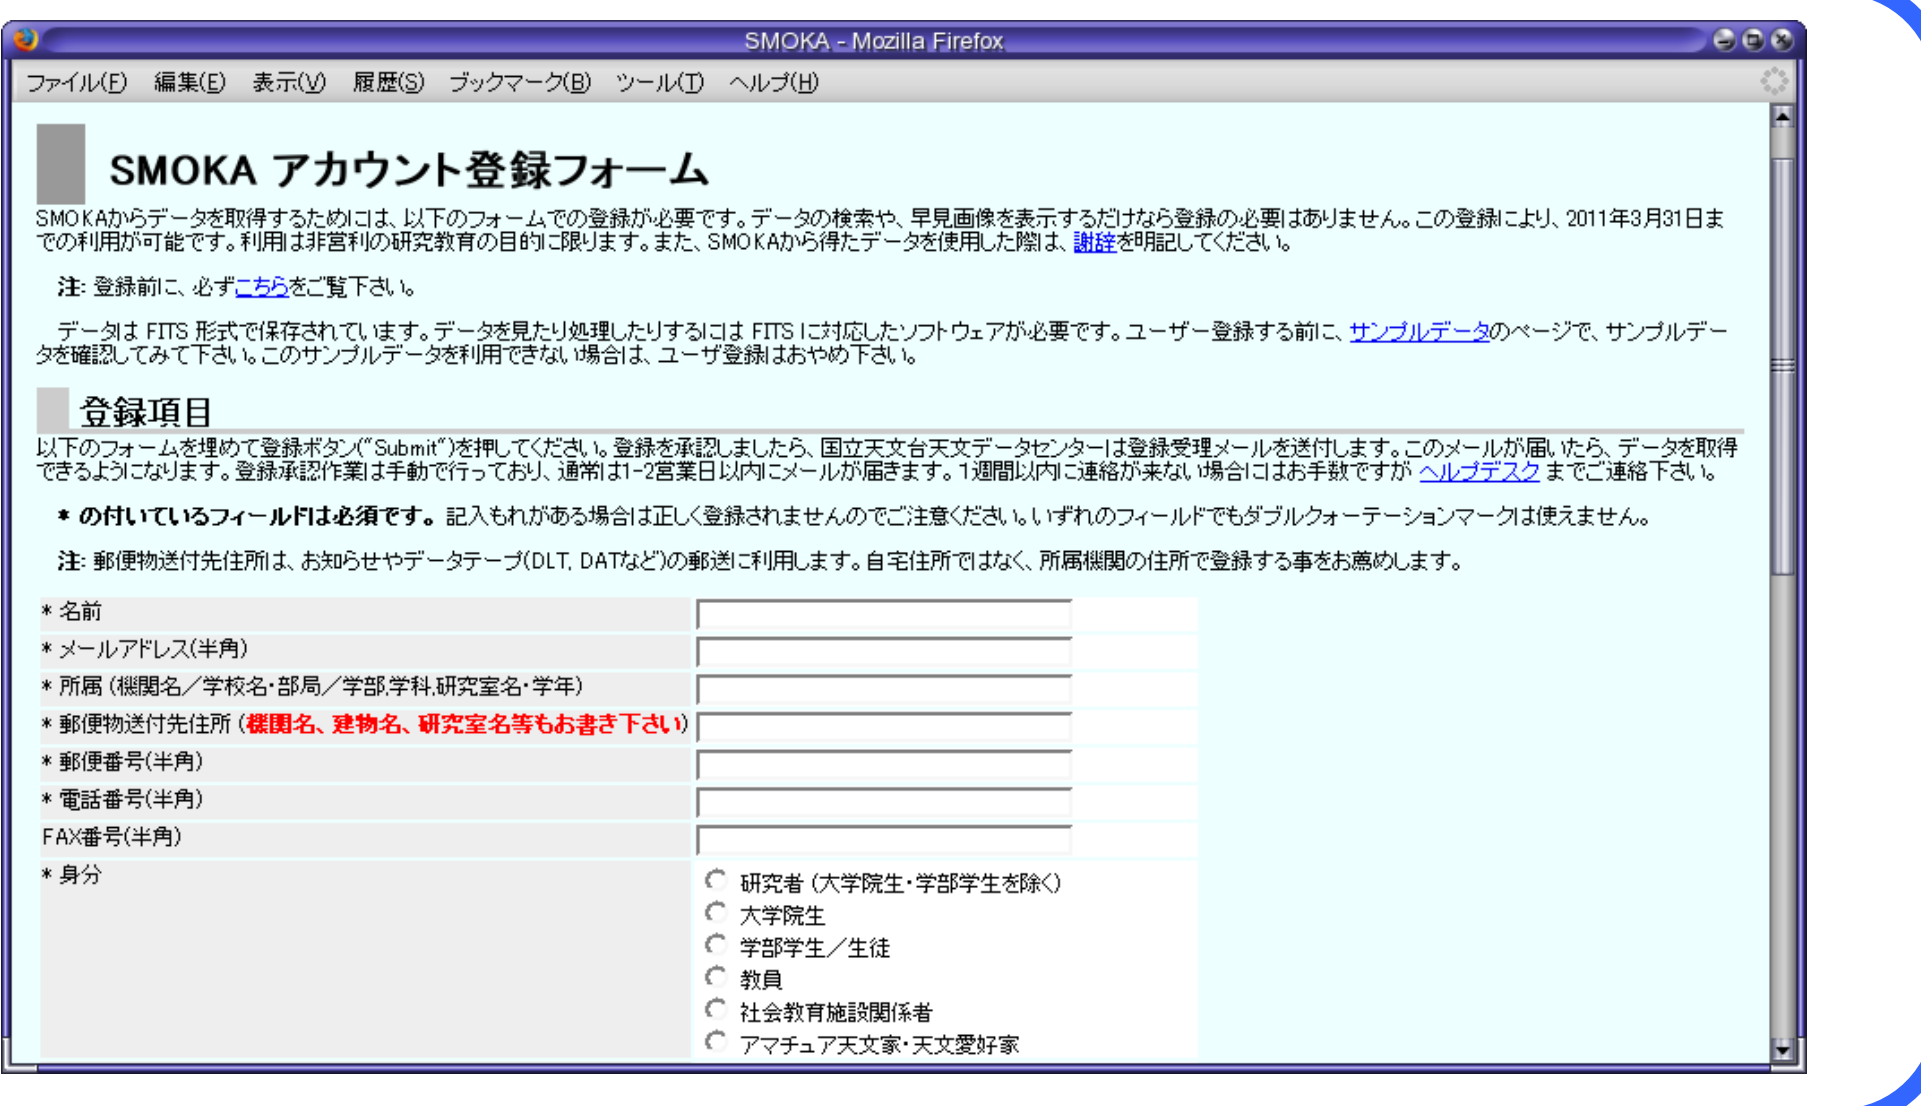 SMOKA - Mozilla Firefox
ファイル(F) 編集(E) 表示(V) 履歴(S) ブックマーク(B) ツール(T) ヘルプ(H)
SMOKA アカウント登録フォーム
SMOKAからデータを取得するためには、以下のフォームでの登録が必要です。データの検索や、早見画像を表示するだけなら登録の必要はありません。この登録により、2011年3月31日ま
での利用が可能です。利用は非営利の研究教育の目的に限ります。また、SMOKAから得たデータを使用した際は、謝辞を明記してください。
注: 登録前に、必ずこちらをご覧下さい。
データは FITS 形式で保存されています。データを見たり処理したりするには FITS に対応したソフトウェアが必要です。ユーザー登録する前に、サンプルデータのページで、サンプルデー
タを確認してみて下さい。このサンプルデータを利用できない場合は、ユーザ登録はおやめ下さい。
登録項目
以下のフォームを埋めて登録ボタン("Submit")を押してください。登録を承認しましたら、国立天文台天文データセンターは登録受理メールを送付します。このメールが届いたら、データを取得
できるようになります。登録承認作業は手動で行っており、通常は1-2営業日以内にメールが届きます。1週間以内に連絡が来ない場合にはお手数ですが ヘルプデスク までご連絡下さい。
* の付いているフィールドは必須です。記入もれがある場合は正しく登録されませんのでご注意ください。いずれのフィールドでもダブルクォーテーションマークは使えません。
注: 郵便物送付先住所は、お知らせやデータテープ(DLT, DATなど)の郵送に利用します。自宅住所ではなく、所属機関の住所で登録する事をお薦めします。
* 名前
* メールアドレス(半角)
* 所属 (機関名／学校名・部局／学部,学科,研究室名・学年)
* 郵便物送付先住所 (機関名、建物名、研究室名等もお書き下さい)
* 郵便番号(半角)
* 電話番号(半角)
FAX番号(半角)
* 身分
研究者 (大学院生・学部学生を除く)
大学院生
学部学生／生徒
教員
社会教育施設関係者
アマチュア天文家・天文愛好家